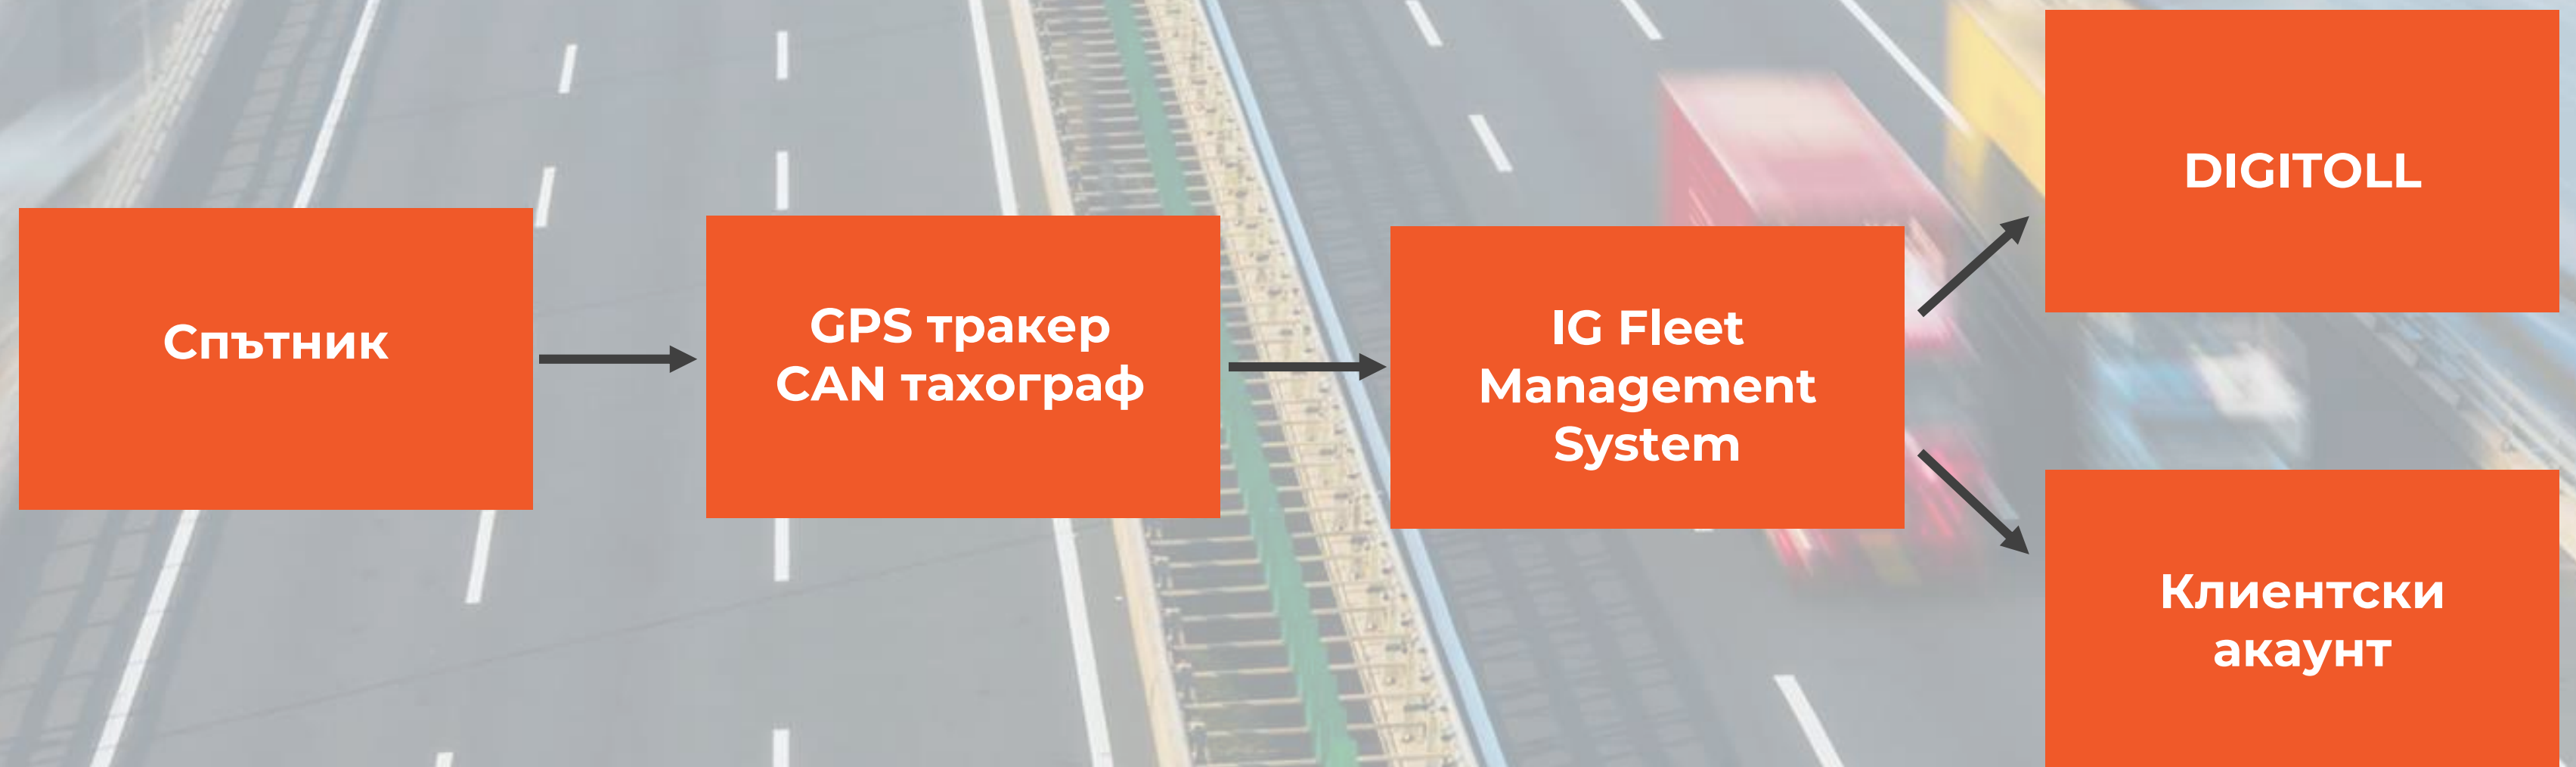 Спътник
GPS тракер
CAN тахограф
IG Fleet
Management
System
DIGITOLL
Клиентски
акаунт